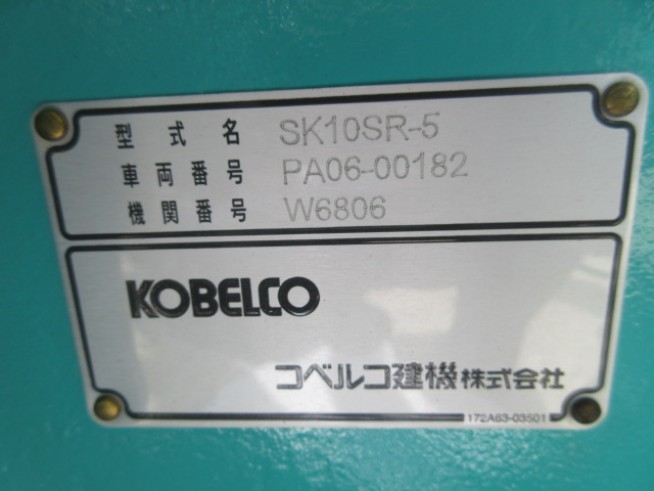 型式名 SK10SR-5
車両番号 PA06-00182
機関番号 W6806
KOBELCO
コベルコ建機株式会社
172A63-03501